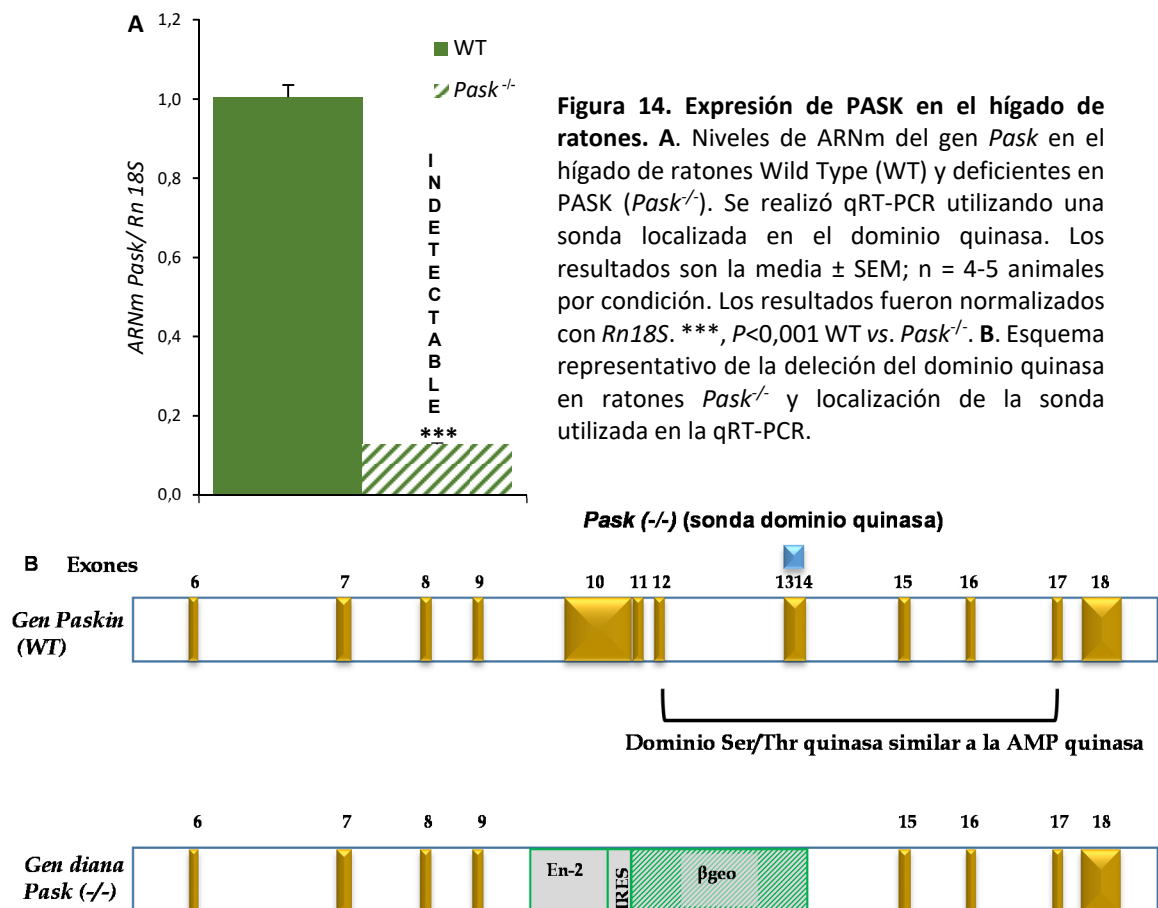 A
1,2
1,0
0,8
0,6
0,4
0,2
0,0
ARNm Pask/ Rn 18S
WT
Pask -/-
INDETECTABLE
***
Figura 14. Expresión de PASK en el hígado de
ratones. A. Niveles de ARNm del gen Pask en el
hígado de ratones Wild Type (WT) y deficientes en
PASK (Pask-/-). Se realizó qRT-PCR utilizando una
sonda localizada en el dominio quinasa. Los
resultados son la media ± SEM; n = 4-5 animales
por condición. Los resultados fueron normalizados
con Rn18S. ***, P<0,001 WT vs. Pask-/-. B. Esquema
representativo de la deleción del dominio quinasa
en ratones Pask-/- y localización de la sonda
utilizada en la qRT-PCR.
Pask (-/-) (sonda dominio quinasa)
B Exones
6 7 8 9 10 11 12 1314 15 16 17 18
Gen Paskin
(WT)
Dominio Ser/Thr quinasa similar a la AMP quinasa
6 7 8 9 15 16 17 18
Gen diana
Pask (-/-)
En-2
IRES
βgeo